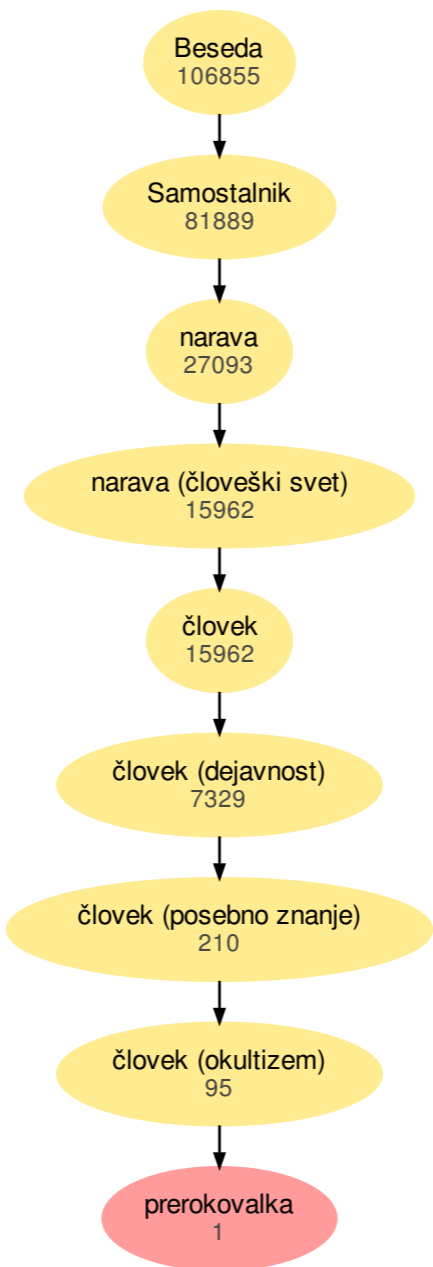 Beseda
106855
Samostalnik
81889
narava
27093
narava (človeški svet)
15962
človek
15962
človek (dejavnost)
7329
človek (posebno znanje)
210
človek (okultizem)
95
prerokovalka
1